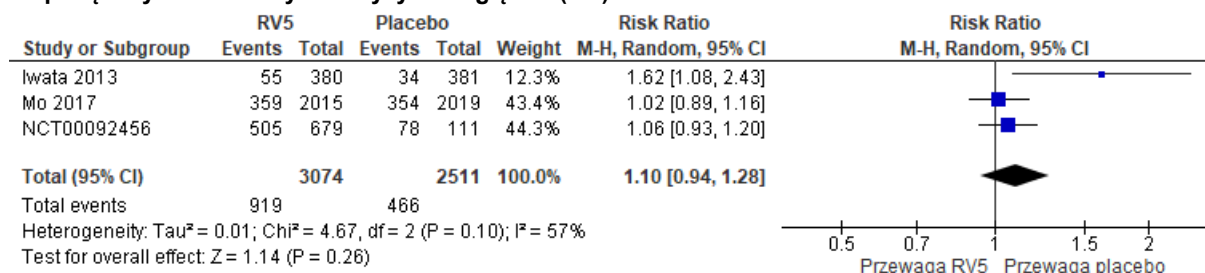 RV5 Placebo Risk Ratio Risk Ratio
Study or Subgroup Events Total Events Total Weight M-H, Random, 95% CI M-H, Random, 95% CI
Iwata 2013 55 380 34 381 12.3% 1.62 [1.08, 2.43]
Mo 2017 359 2015 354 2019 43.4% 1.02 [0.89, 1.16]
NCT00092456 505 679 78 111 44.3% 1.06 [0.93, 1.20]
Total (95% CI) 3074 2511 100.0% 1.10 [0.94, 1.28]
Total events 919 466
Heterogeneity: Tau² = 0.01; Chi² = 4.67, df = 2 (P = 0.10); I² = 57%
Test for overall effect: Z = 1.14 (P = 0.26)
0.5 0.7 1 1.5 2
Przewaga RV5 Przewaga placebo